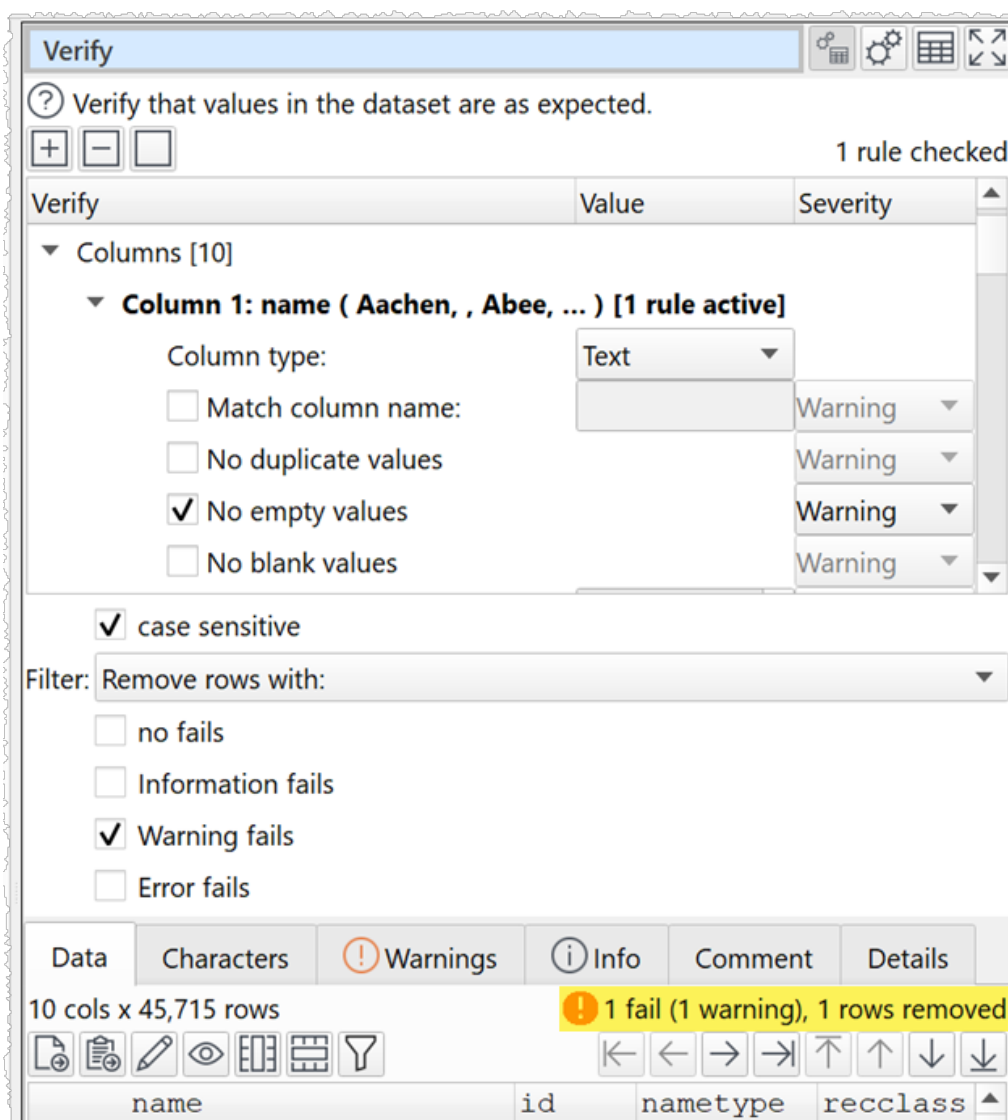 Verify
Verify that values in the dataset are as expected.
1 rule checked
Verify Value Severity
Columns [10]
Column 1: name ( Aachen, , Abee, ... ) [1 rule active]
Column type: Text
Match column name: Warning
No duplicate values Warning
No empty values Warning
No blank values Warning
case sensitive
Filter: Remove rows with:
no fails
Information fails
Warning fails
Error fails
Data Characters Warnings Info Comment Details
10 cols x 45,715 rows 1 fail (1 warning), 1 rows removed
name id nametype recclass